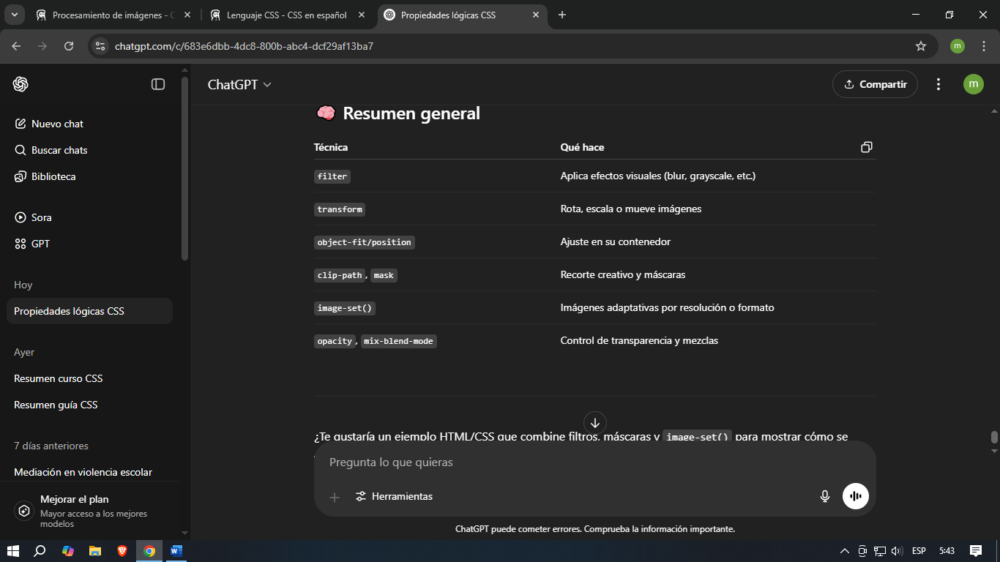 Procesamiento de imágenes - C
Lenguaje CSS - CSS en español
Propiedades lógicas CSS
chatgpt.com/c/683e6dbb-4dc8-800b-abc4-dcf29af13ba7
m
ChatGPT
Compartir
m
Nuevo chat
Buscar chats
Biblioteca
Sora
GPT
Hoy
Propiedades lógicas CSS
Ayer
Resumen curso CSS
Resumen guía CSS
7 días anteriores
Mediación en violencia escolar
Mejorar el plan
Mayor acceso a los mejores
modelos
🧠 Resumen general
Técnica Qué hace
filter Aplica efectos visuales (blur, grayscale, etc.)
transform Rota, escala o mueve imágenes
object-fit/position Ajuste en su contenedor
clip-path, mask Recorte creativo y máscaras
image-set() Imágenes adaptativas por resolución o formato
opacity, mix-blend-mode Control de transparencia y mezclas
¿Te gustaría un ejemplo HTML/CSS que combine filtros, máscaras y image-set() para mostrar cómo se
Pregunta lo que quieras
Herramientas
ChatGPT puede cometer errores. Comprueba la información importante.
ESP
5:43